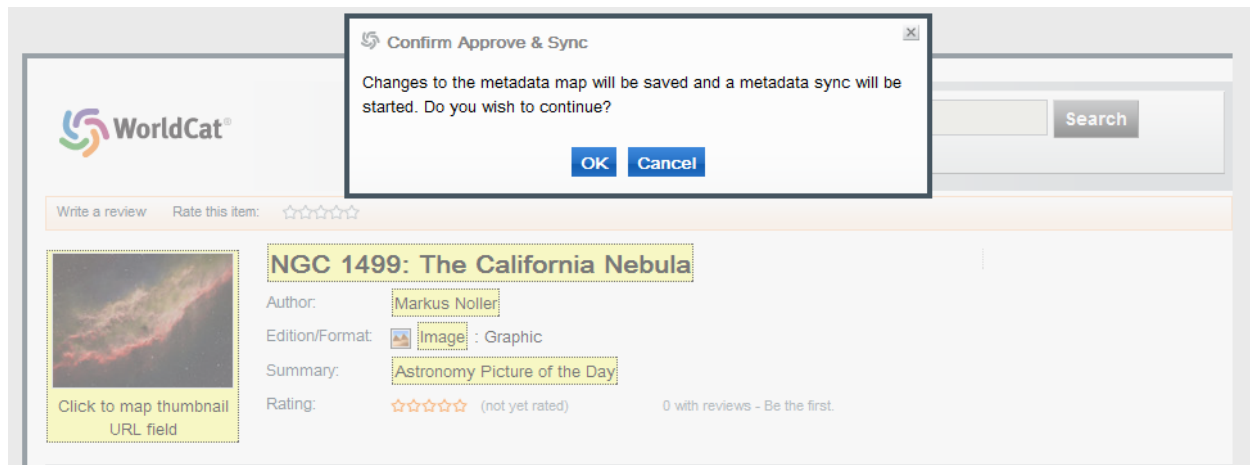 Confirm Approve & Sync
Changes to the metadata map will be saved and a metadata sync will be
started. Do you wish to continue?
OK Cancel
WorldCat®
Search
Write a review Rate this item:
NGC 1499: The California Nebula
Author: Markus Noller
Edition/Format: Image : Graphic
Summary: Astronomy Picture of the Day
Rating: (not yet rated) 0 with reviews - Be the first.
Click to map thumbnail
URL field